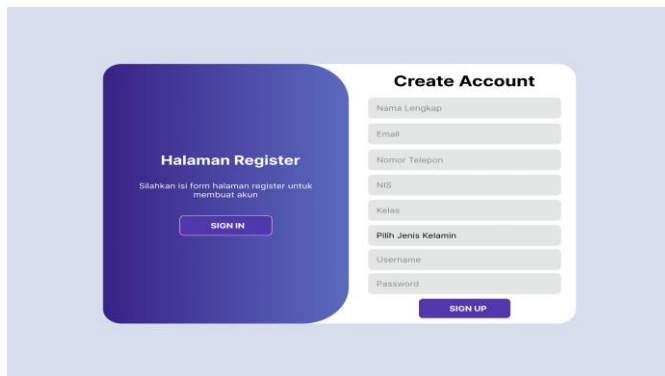 Halaman Register
Silahkan isi form halaman register untuk
membuat akun
SIGN IN
Create Account
Nama Lengkap
Email
Nomor Telepon
NIS
Kelas
Pilih Jenis Kelamin
Username
Password
SIGN UP